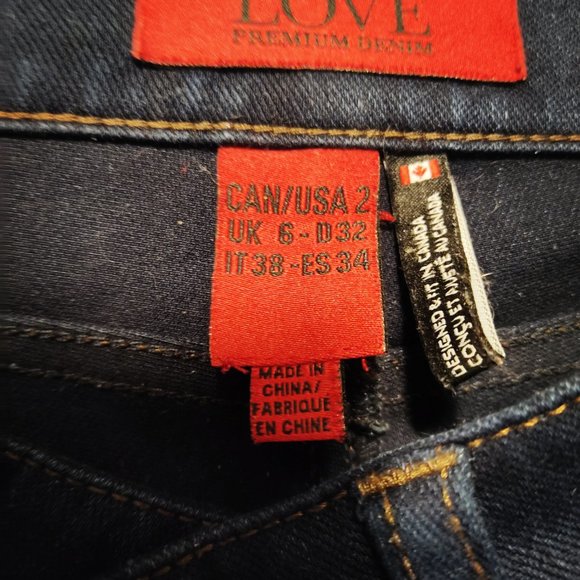 LOVE
PREMIUM DENIM
CAN/USA 2
UK 6-D32
IT38-ES34
MADE IN
CHINA/
FABRIQUE
EN CHINE
DESIGNED & FIT IN CANADA
CONÇU ET AJUSTÉ AU CANADA